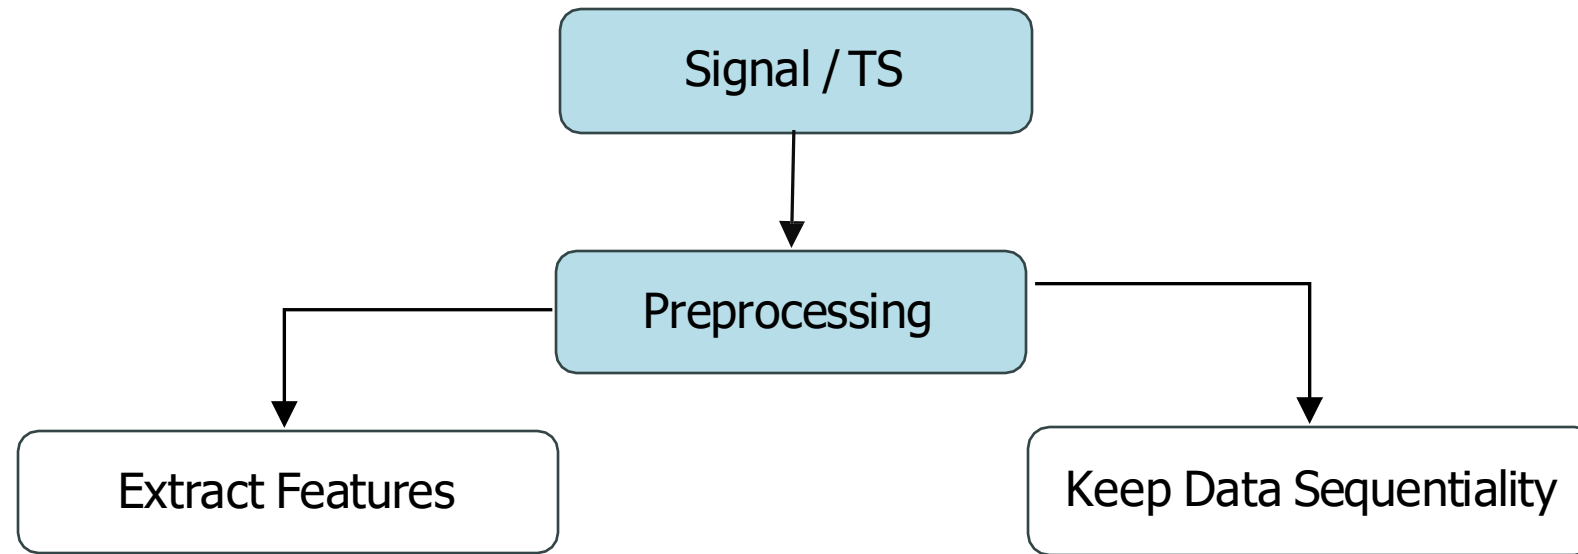 Signal / TS
Preprocessing
Extract Features
Keep Data Sequentiality